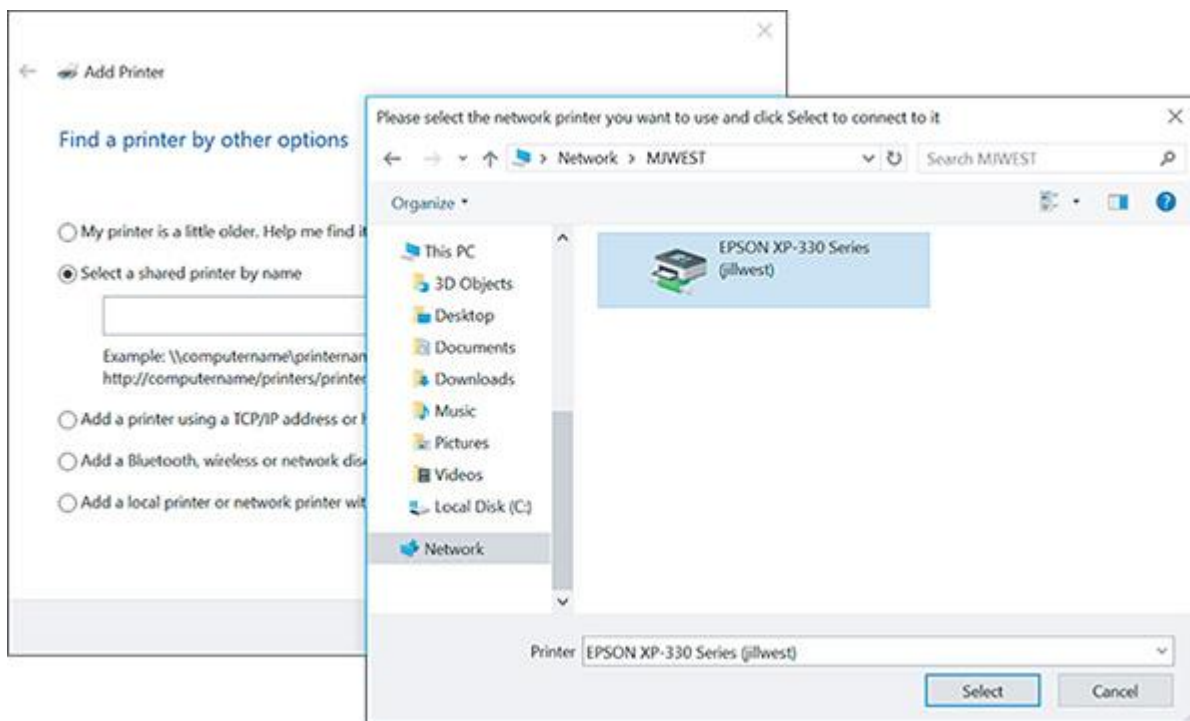 Add Printer
Find a printer by other options
My printer is a little older. Help me find it
Select a shared printer by name
Example: \\computername\printernam
http://computername/printers/printer
Add a printer using a TCP/IP address or
Add a Bluetooth, wireless or network dis
Add a local printer or network printer wit
Please select the network printer you want to use and click Select to connect to it
Network > MJWEST
Search MJWEST
Organize
This PC
3D Objects
Desktop
Documents
Downloads
Music
Pictures
Videos
Local Disk (C:)
Network
EPSON XP-330 Series
(jillwest)
Printer EPSON XP-330 Series (jillwest)
Select Cancel